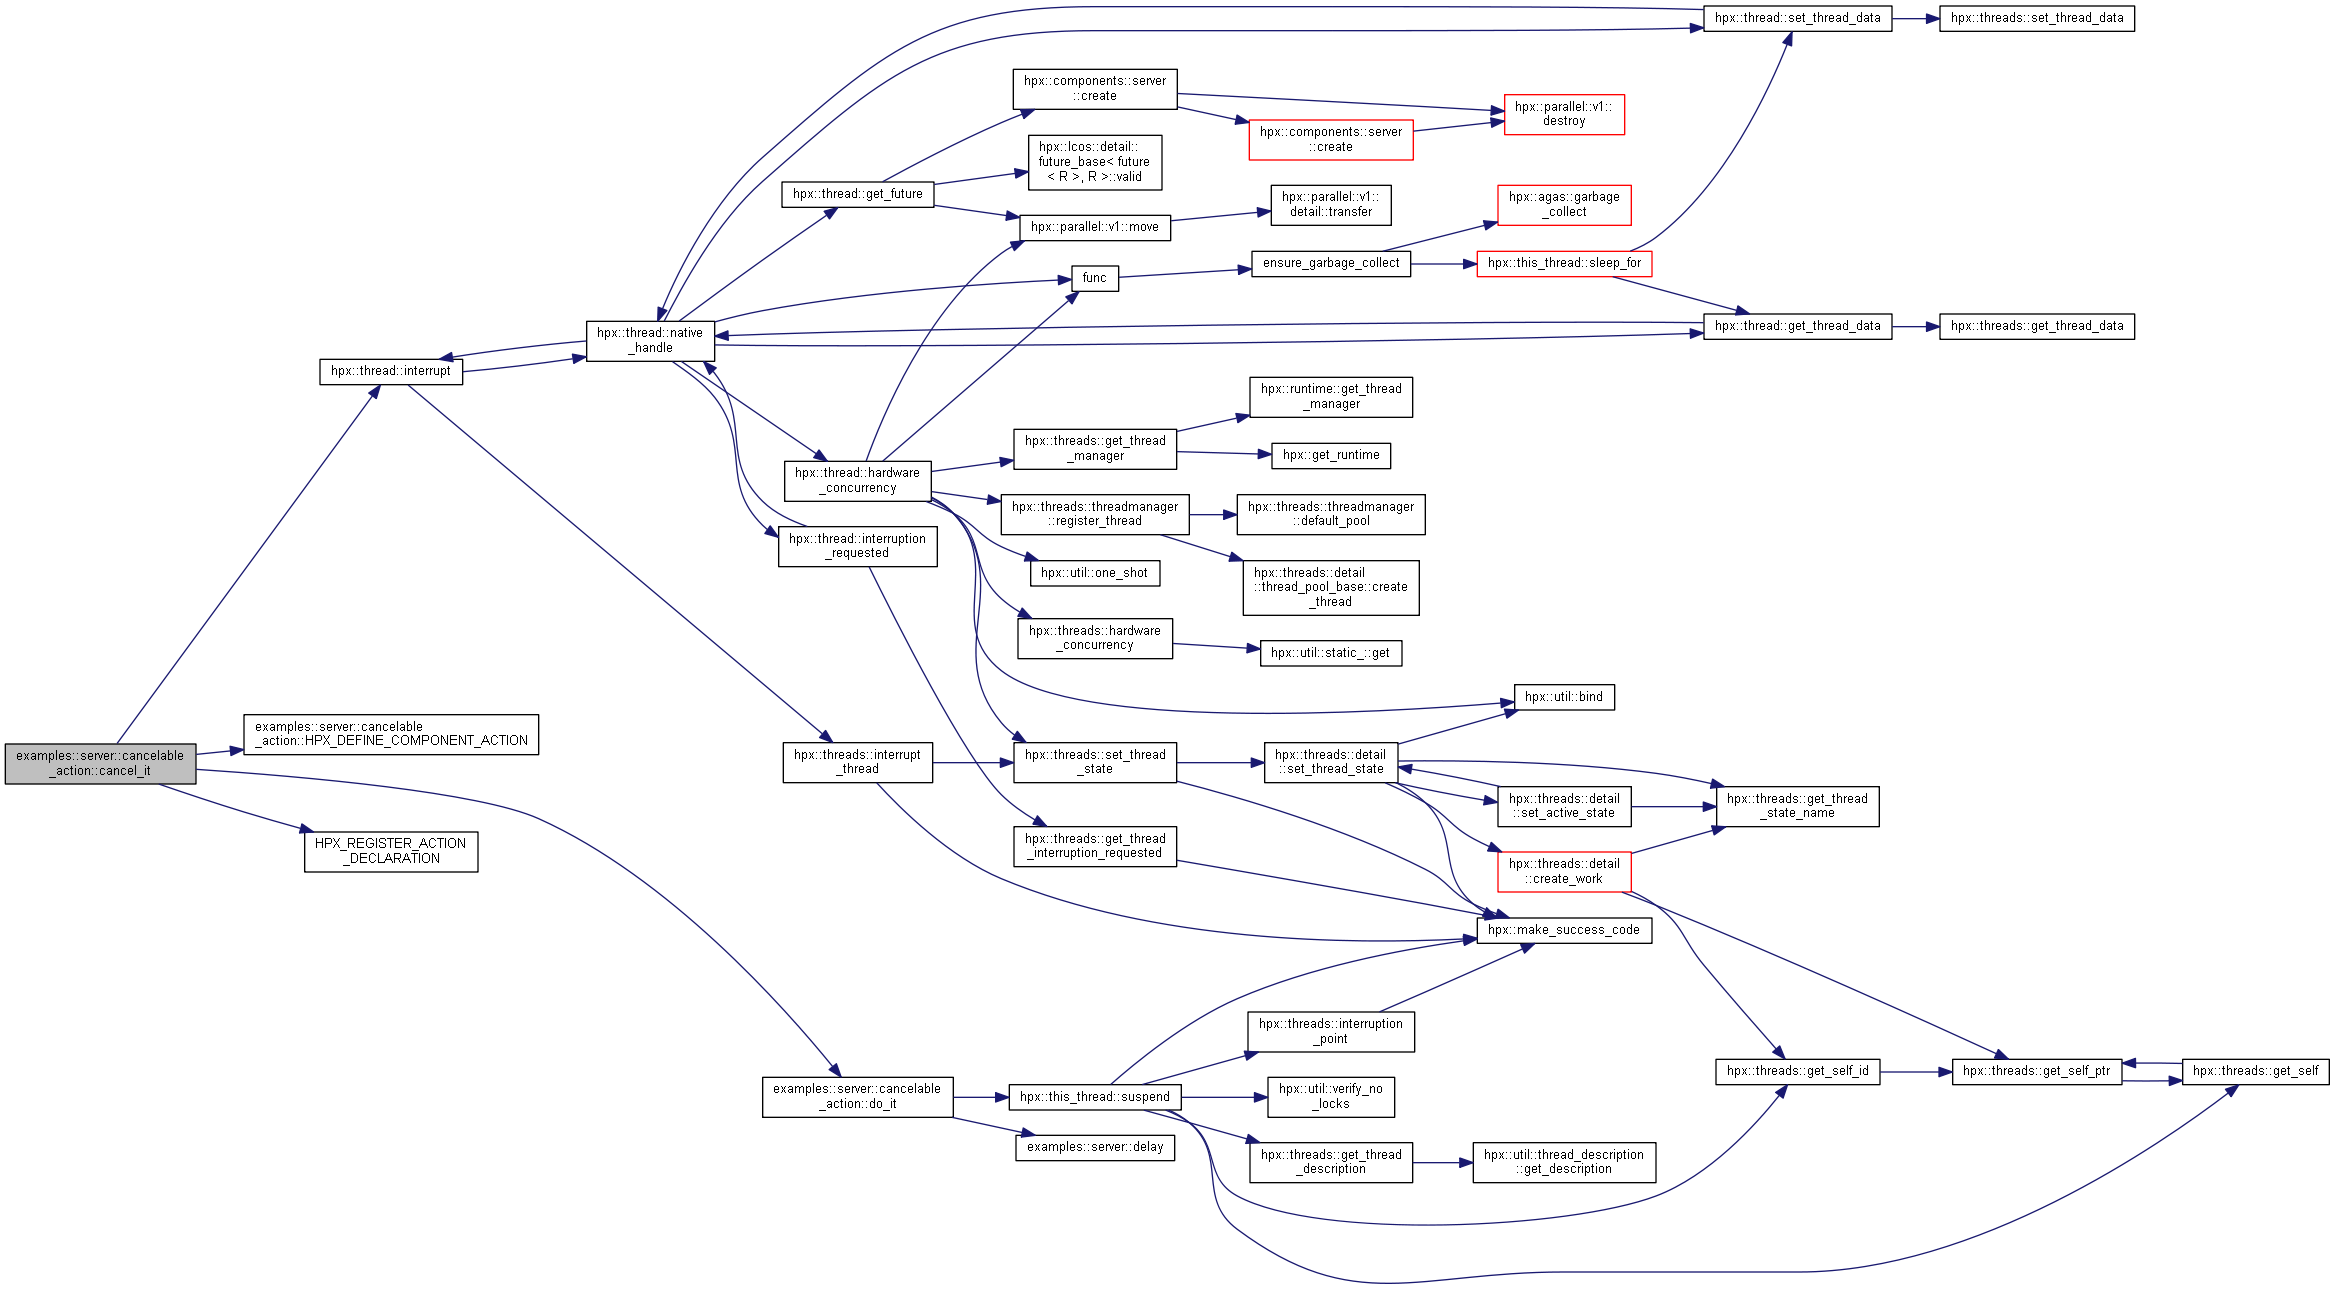 hpx::thread::set_thread_data
hpx::threads::set_thread_data
hpx::components::server
::create
hpx::parallel::v1::
destroy
hpx::components::server
::create
hpx::lcos::detail::
future_base< future
< R >, R >::valid
hpx::thread::get_future
hpx::parallel::v1::
detail::transfer
hpx::agas::garbage
_collect
hpx::parallel::v1::move
ensure_garbage_collect
hpx::this_thread::sleep_for
func
hpx::thread::native
_handle
hpx::thread::get_thread_data
hpx::threads::get_thread_data
hpx::thread::interrupt
hpx::runtime::get_thread
_manager
hpx::threads::get_thread
_manager
hpx::get_runtime
hpx::thread::hardware
_concurrency
hpx::threads::threadmanager
::register_thread
hpx::threads::threadmanager
::default_pool
hpx::thread::interruption
_requested
hpx::util::one_shot
hpx::threads::detail
::thread_pool_base::create
_thread
hpx::threads::hardware
_concurrency
hpx::util::static_::get
hpx::util::bind
examples::server::cancelable
_action::HPX_DEFINE_COMPONENT_ACTION
examples::server::cancelable
_action::cancel_it
hpx::threads::interrupt
_thread
hpx::threads::set_thread
_state
hpx::threads::detail
::set_thread_state
hpx::threads::detail
::set_active_state
hpx::threads::get_thread
_state_name
HPX_REGISTER_ACTION
_DECLARATION
hpx::threads::get_thread
_interruption_requested
hpx::threads::detail
::create_work
hpx::make_success_code
hpx::threads::interruption
_point
hpx::threads::get_self_id
hpx::threads::get_self_ptr
hpx::threads::get_self
examples::server::cancelable
_action::do_it
hpx::this_thread::suspend
hpx::util::verify_no
_locks
examples::server::delay
hpx::threads::get_thread
_description
hpx::util::thread_description
::get_description